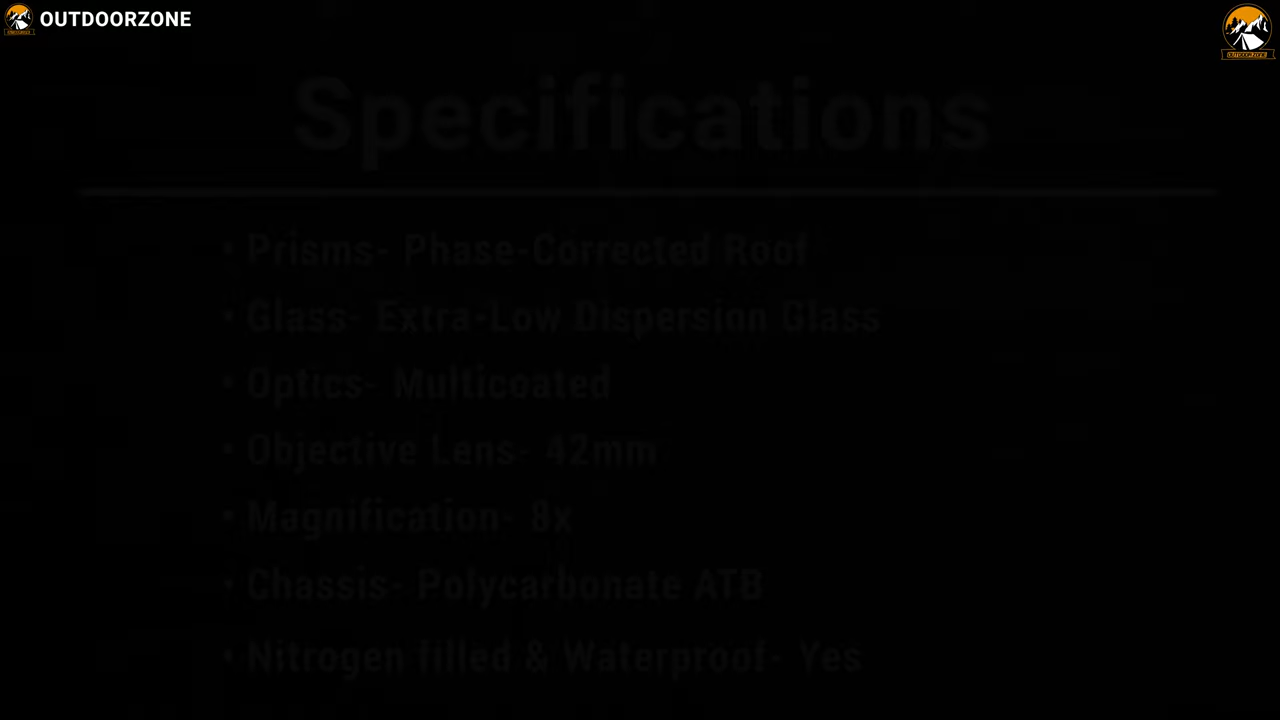 OUTDOORZONE
OUTDOORZONE
Specifications
• Prisms- Phase-Corrected Roof
• Glass- Extra-Low Dispersion Glass
• Optics- Multicoated
• Objective Lens- 42mm
• Magnification- 8x
• Chassis- Polycarbonate ATB
• Nitrogen filled & Waterproof- Yes